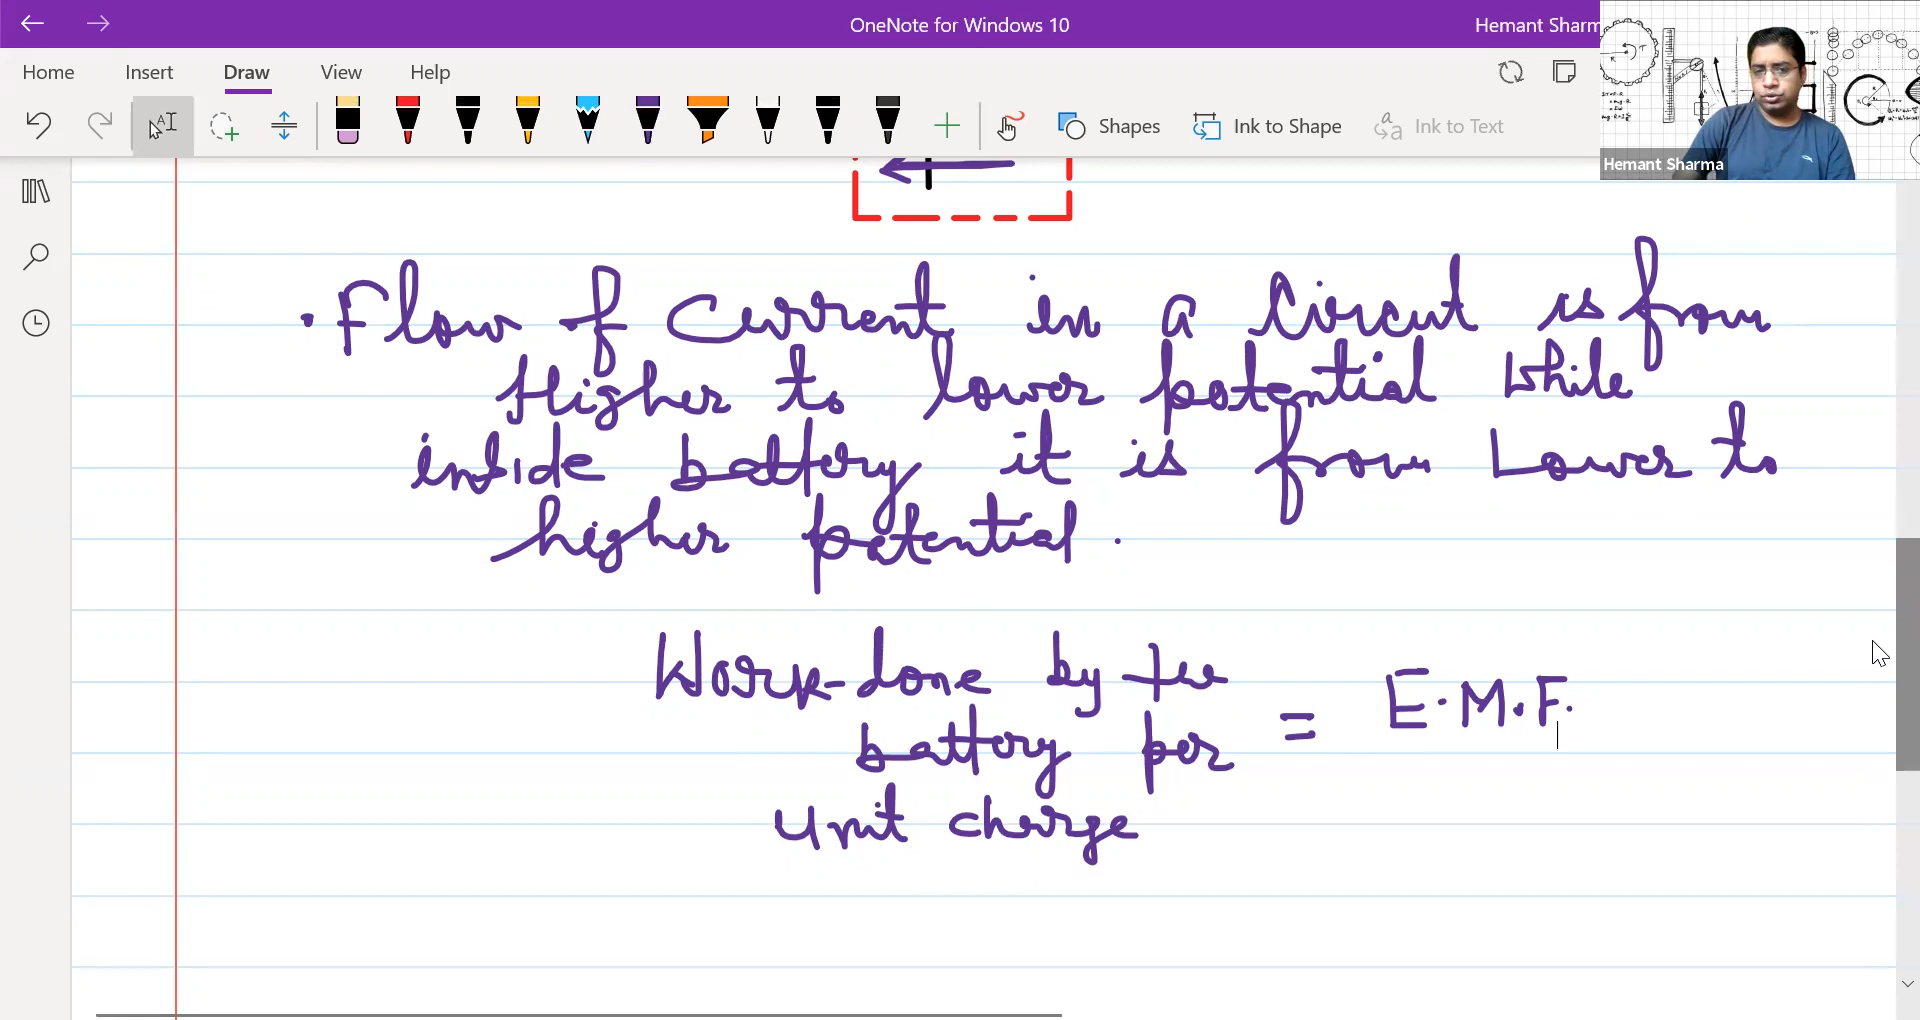 OneNote for Windows 10
Hemant Sharm
Home Insert Draw View Help
Shapes Ink to Shape Ink to Text
Hemant Sharma
• Flow of Current in a Circuit is from
Higher to lower potential while
inside battery it is from Lower to
higher potential.
Work-done by the
battery per = E.M.F.
unit charge